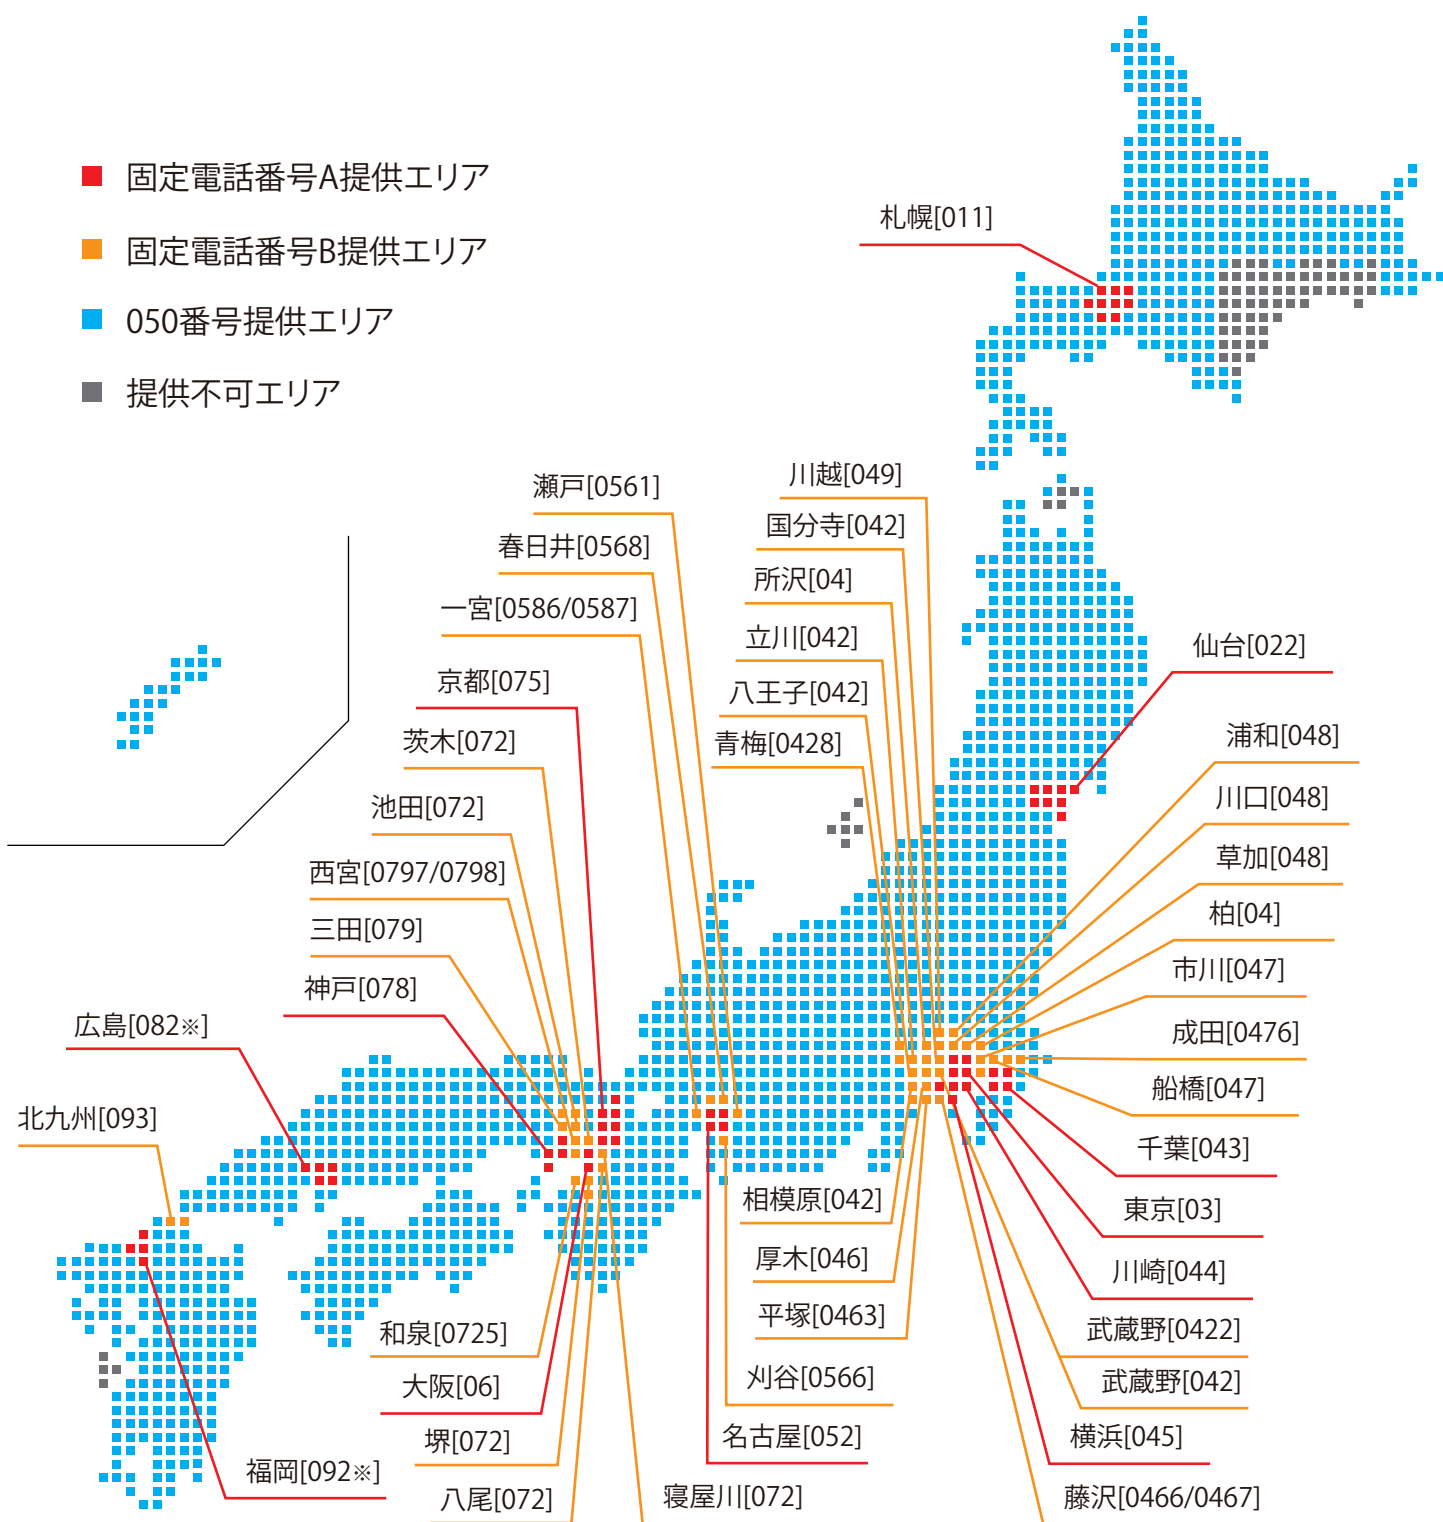 固定電話番号A提供エリア
固定電話番号B提供エリア
050番号提供エリア
提供不可エリア
札幌[011]
瀬戸[0561]
春日井[0568]
一宮[0586/0587]
京都[075]
茨木[072]
池田[072]
西宮[0797/0798]
三田[079]
神戸[078]
広島[082※]
北九州[093]
川越[049]
国分寺[042]
所沢[04]
立川[042]
八王子[042]
青梅[0428]
仙台[022]
浦和[048]
川口[048]
草加[048]
柏[04]
市川[047]
成田[0476]
船橋[047]
千葉[043]
東京[03]
川崎[044]
武蔵野[0422]
武蔵野[042]
横浜[045]
藤沢[0466/0467]
相模原[042]
厚木[046]
平塚[0463]
刈谷[0566]
名古屋[052]
寝屋川[072]
和泉[0725]
大阪[06]
堺[072]
八尾[072]
福岡[092※]